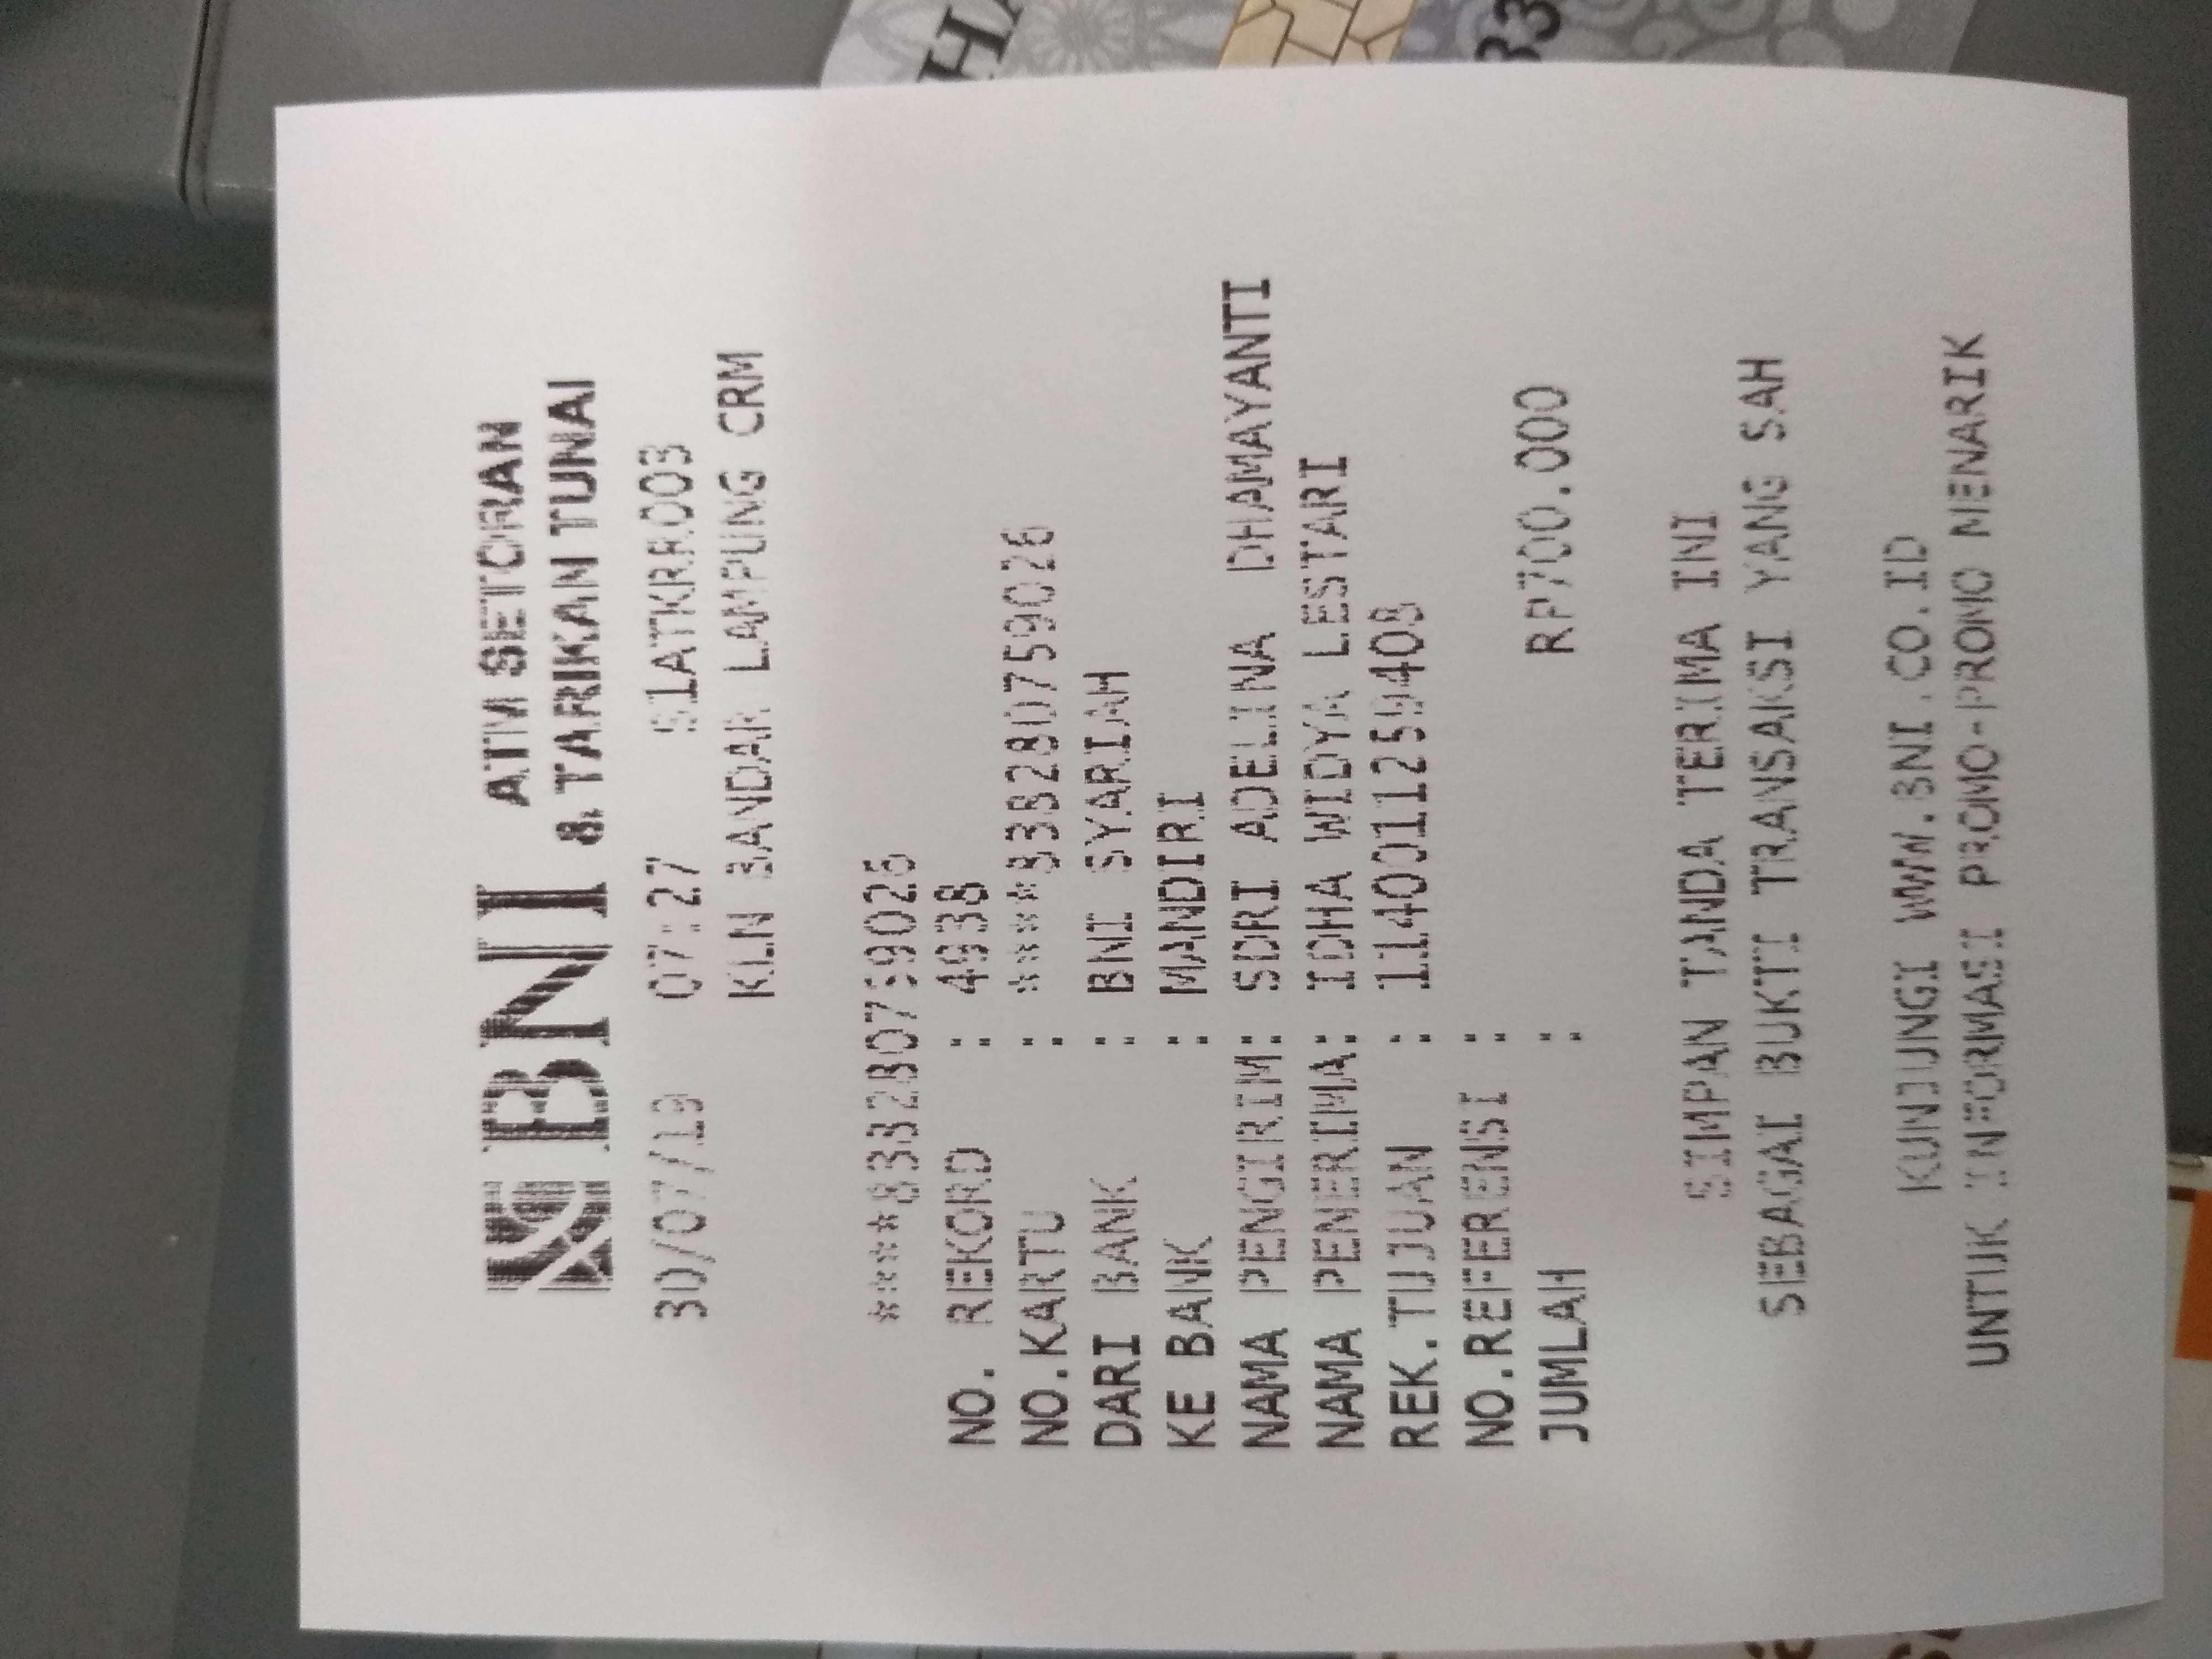 BNI ATM SETORAN
& TARIKAN TUNAI
30/07/19 07:27 S1ATKRR003
KLN BANDAR LAMPUNG CRM
****833280759026
NO. REKORD : 4938
NO.KARTU : ****833280759026
DARI BANK : BNI SYARIAH
KE BANK : MANDIRI
NAMA PENGIRIM: SDRI ADELINA DHAMAYANTI
NAMA PENERIMA: IDHA WIDYA LESTARI
REK.TUJUAN : 1140011259408
NO.REFERENSI :
JUMLAH : RP700.000
SIMPAN TANDA TERIMA INI
SEBAGAI BUKTI TRANSAKSI YANG SAH
KUNJUNGI WWW.BNI.CO.ID
UNTUK INFORMASI PROMO-PROMO MENARIK